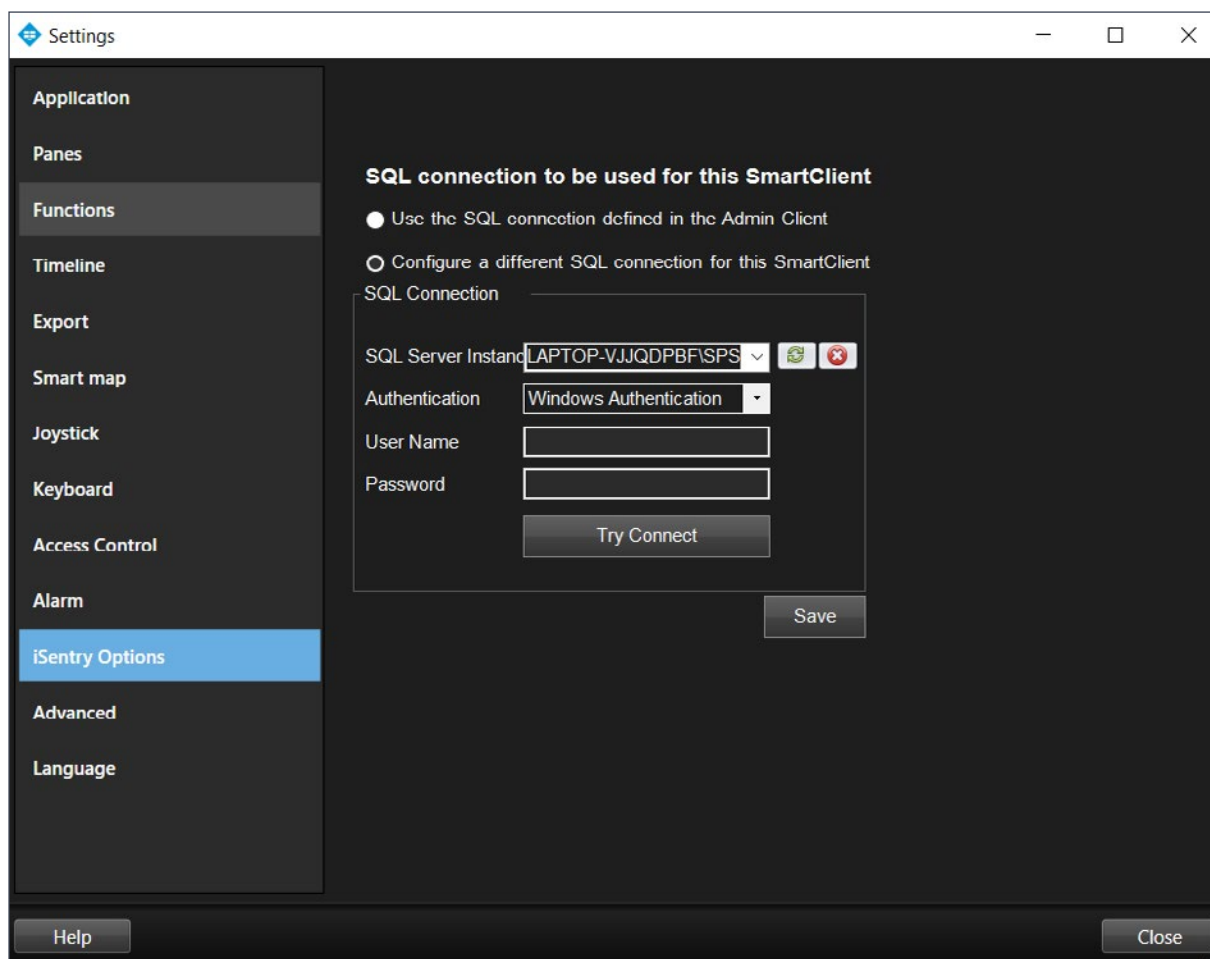 Settings
Application
Panes
Functions
Timeline
Export
Smart map
Joystick
Keyboard
Access Control
Alarm
iSentry Options
Advanced
Language
SQL connection to be used for this SmartClient
Use the SQL connection defined in the Admin Client
Configure a different SQL connection for this SmartClient
SQL Connection
SQL Server Instanc LAPTOP-VJJQDPBF\SPS
Authentication Windows Authentication
User Name
Password
Try Connect
Save
Help
Close